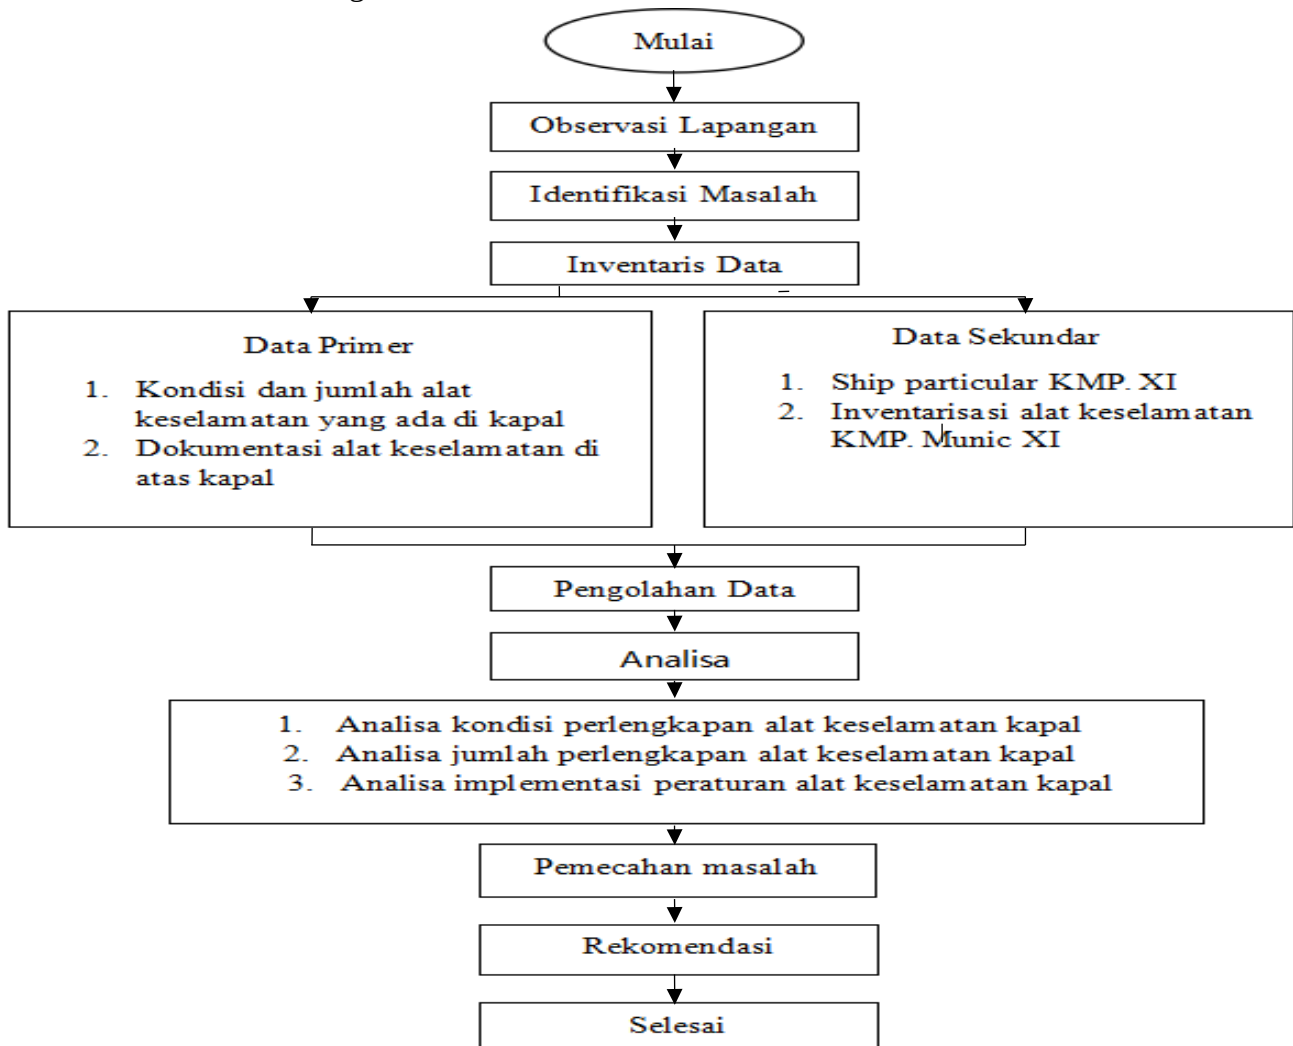 Mulai
Observasi Lapangan
Identifikasi Masalah
Inventaris Data
Data Primer
1. Kondisi dan jumlah alat
keselamatan yang ada di kapal
2. Dokumentasi alat keselamatan di
atas kapal
Data Sekundar
1. Ship particular KMP. XI
2. Inventarisasi alat keselamatan
KMP. Munic XI
Pengolahan Data
Analisa
1. Analisa kondisi perlengkapan alat keselamatan kapal
2. Analisa jumlah perlengkapan alat keselamatan kapal
3. Analisa implementasi peraturan alat keselamatan kapal
Pemecahan masalah
Rekomendasi
Selesai